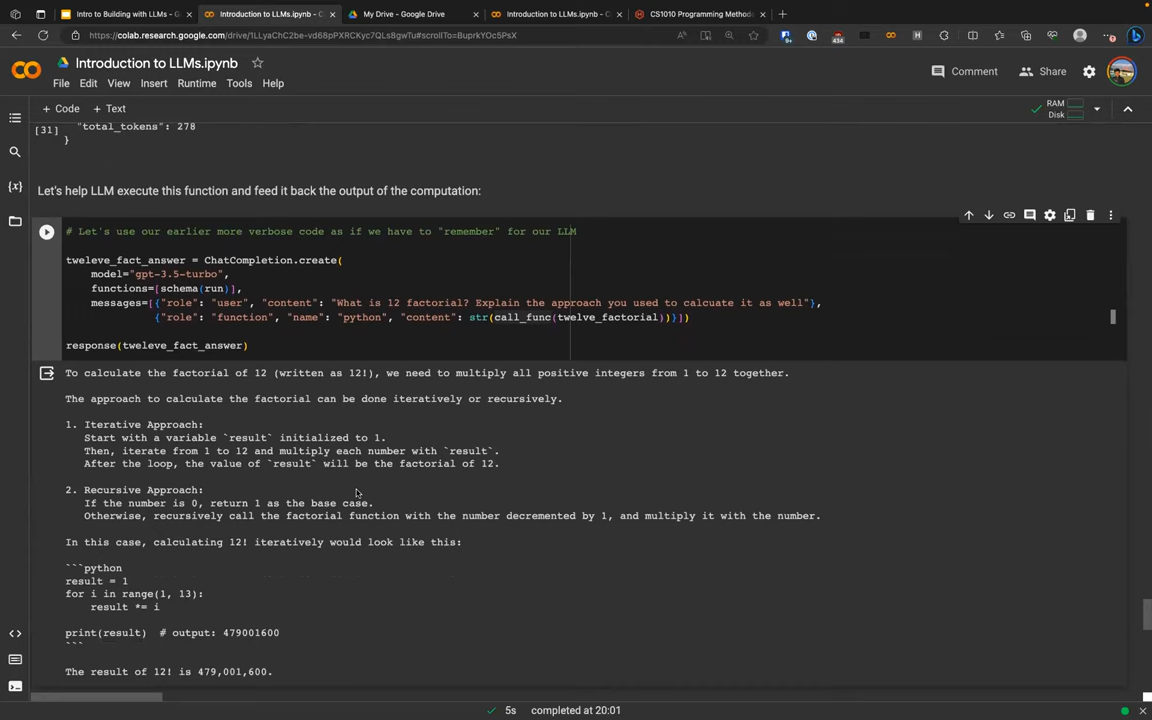 Intro to Building with LLMs - G
Introduction to LLMs.ipynb - C
My Drive - Google Drive
Introduction to LLMs.ipynb - C
CS1010 Programming Method
https://colab.research.google.com/drive/1LLyaChC2be-vd68pPXRCKyc7QLs8gwTu#scrollTo=BuprkYOc5PsX
434
Introduction to LLMs.ipynb
File Edit View Insert Runtime Tools Help
Comment
Share
+ Code + Text
RAM
Disk
[31]
"total_tokens": 278
}
Let's help LLM execute this function and feed it back the output of the computation:
# Let's use our earlier more verbose code as if we have to "remember" for our LLM
tweleve_fact_answer = ChatCompletion.create(
model="gpt-3.5-turbo",
functions=[schema(run)],
messages=[{"role": "user", "content": "What is 12 factorial? Explain the approach you used to calcuate it as well"},
{"role": "function", "name": "python", "content": str(call_func(twelve_factorial))}])
response(tweleve_fact_answer)
To calculate the factorial of 12 (written as 12!), we need to multiply all positive integers from 1 to 12 together.
The approach to calculate the factorial can be done iteratively or recursively.
1. Iterative Approach:
Start with a variable `result` initialized to 1.
Then, iterate from 1 to 12 and multiply each number with `result`.
After the loop, the value of `result` will be the factorial of 12.
2. Recursive Approach:
If the number is 0, return 1 as the base case.
Otherwise, recursively call the factorial function with the number decremented by 1, and multiply it with the number.
In this case, calculating 12! iteratively would look like this:
```python
result = 1
for i in range(1, 13):
result *= i
print(result) # output: 479001600
```
The result of 12! is 479,001,600.
5s completed at 20:01